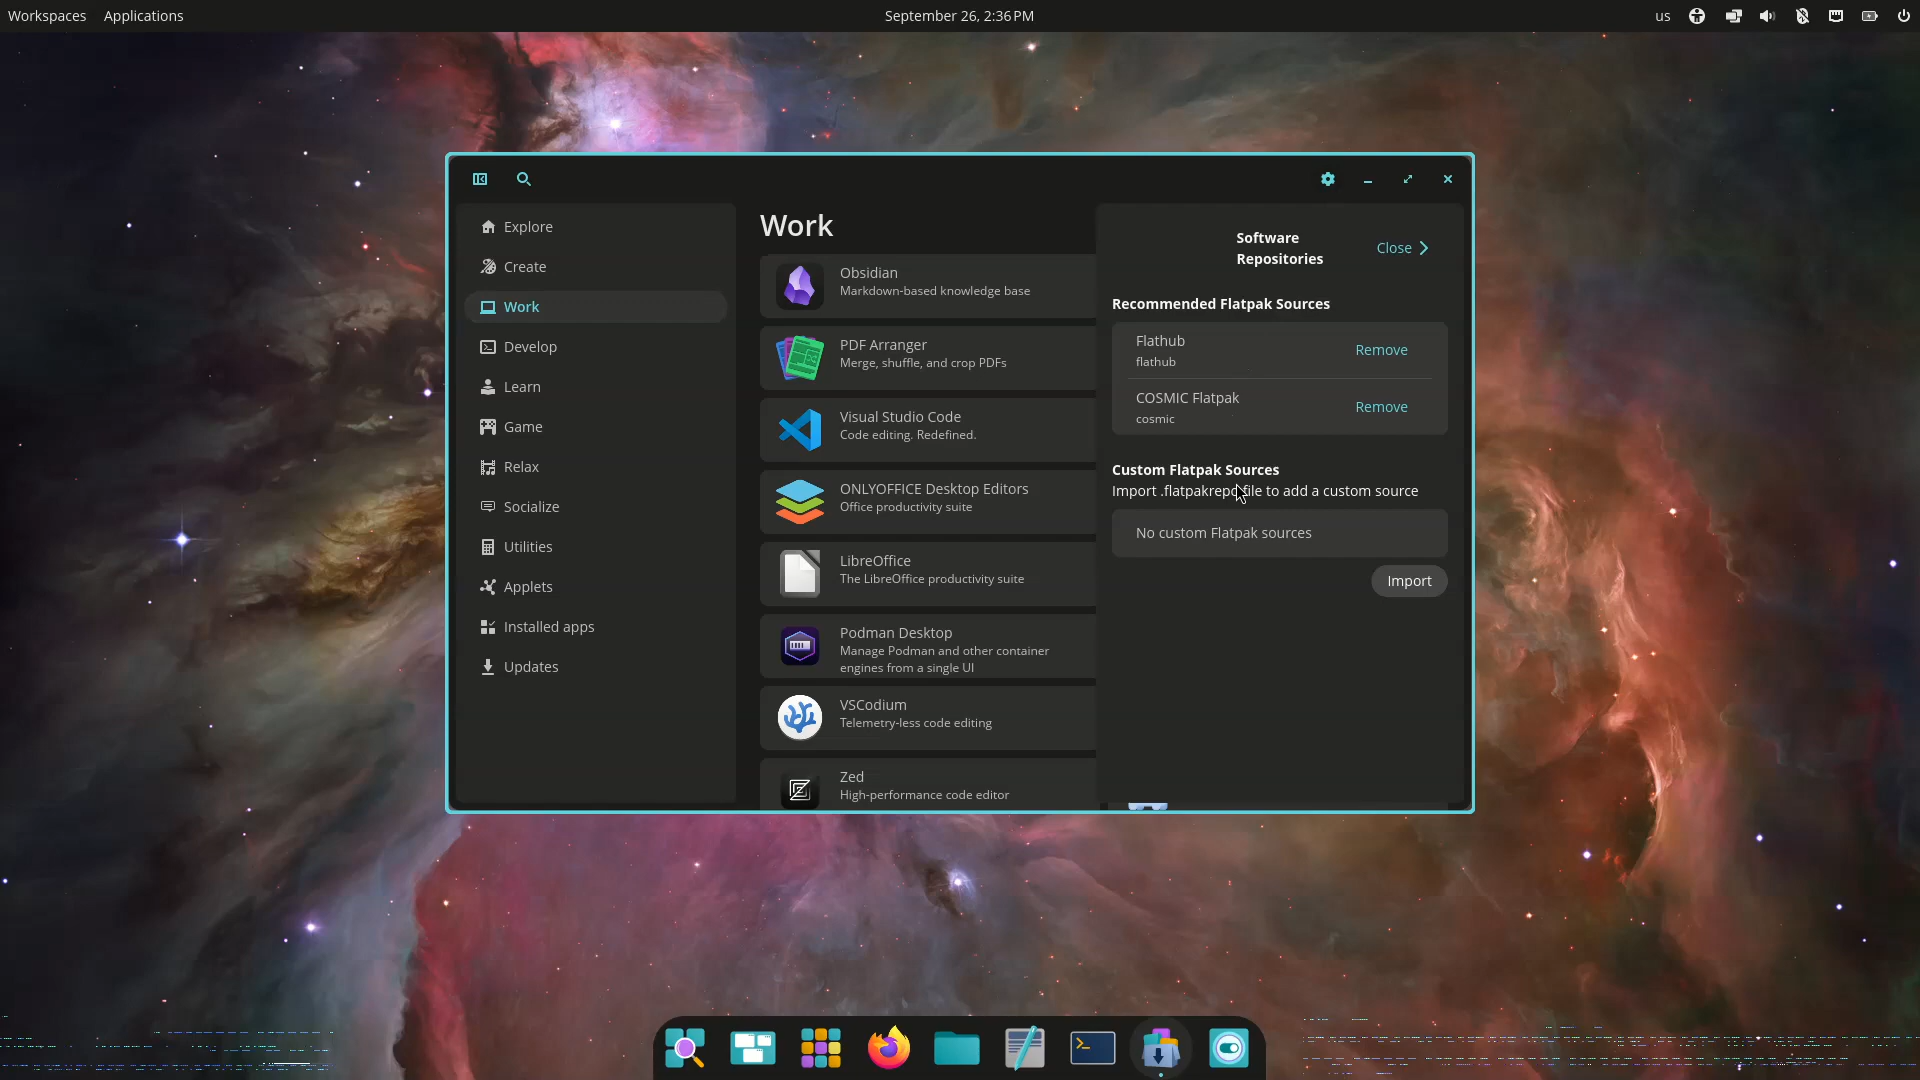 Workspaces Applications September 26, 2:36 PM us
Explore
Create
Work
Develop
Learn
Game
Relax
Socialize
Utilities
Applets
Installed apps
Updates
Work
Obsidian
Markdown-based knowledge base
PDF Arranger
Merge, shuffle, and crop PDFs
Visual Studio Code
Code editing. Redefined.
ONLYOFFICE Desktop Editors
Office productivity suite
LibreOffice
The LibreOffice productivity suite
Podman Desktop
Manage Podman and other container
engines from a single UI
VSCodium
Telemetry-less code editing
Zed
High-performance code editor
Software
Repositories
Close
Recommended Flatpak Sources
Flathub
flathub
Remove
COSMIC Flatpak
cosmic
Remove
Custom Flatpak Sources
Import .flatpakrepo file to add a custom source
No custom Flatpak sources
Import